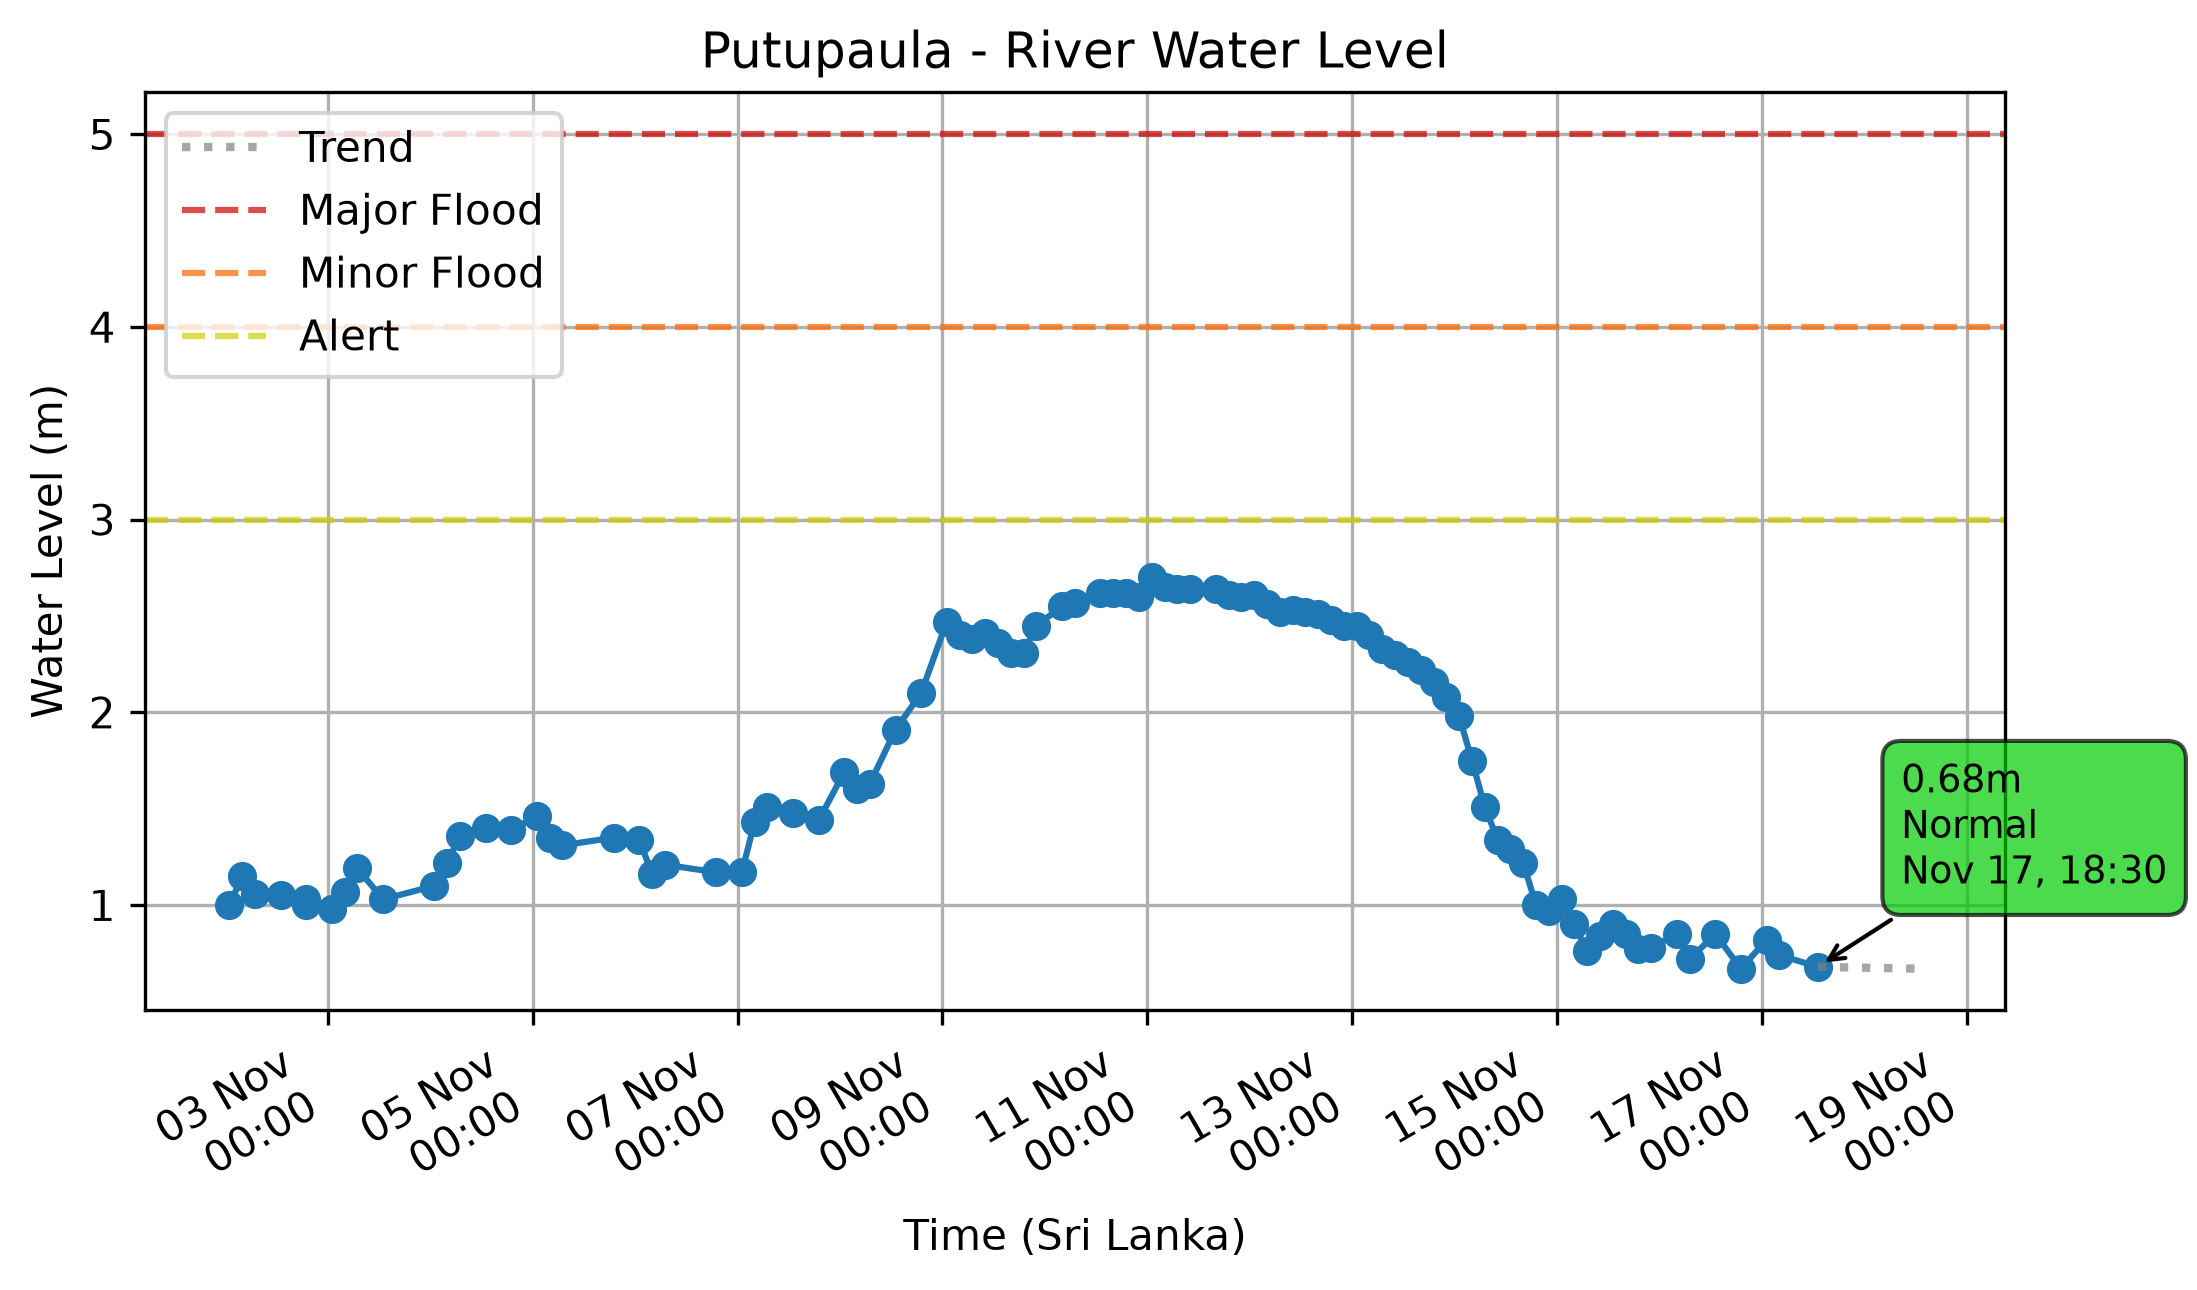 Putupaula - River Water Level
Water Level (m)
5
4
3
2
1
Trend
Major Flood
Minor Flood
Alert
0.68m
Normal
Nov 17, 18:30
03 Nov
00:00
05 Nov
00:00
07 Nov
00:00
09 Nov
00:00
11 Nov
00:00
13 Nov
00:00
15 Nov
00:00
17 Nov
00:00
19 Nov
00:00
Time (Sri Lanka)